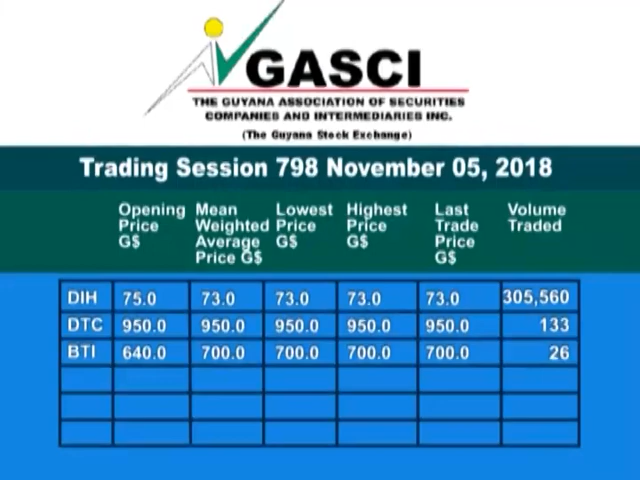 GASCI
THE GUYANA ASSOCIATION OF SECURITIES
COMPANIES AND INTERMEDIARIES INC.
(The Guyana Stock Exchange)
Trading Session 798 November 05, 2018
Opening Price G$ Mean Weighted Average Price G$ Lowest Price G$ Highest Price G$ Last Trade Price G$ Volume Traded
DIH 75.0 73.0 73.0 73.0 73.0 305,560
DTC 950.0 950.0 950.0 950.0 950.0 133
BTI 640.0 700.0 700.0 700.0 700.0 26